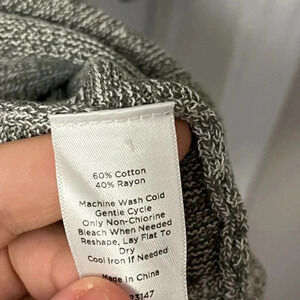 60% Cotton
40% Rayon
Machine Wash Cold
Gentle Cycle
Only Non-Chlorine
Bleach When Needed
Reshape, Lay Flat To
Dry
Cool Iron If Needed
Made In China
23147